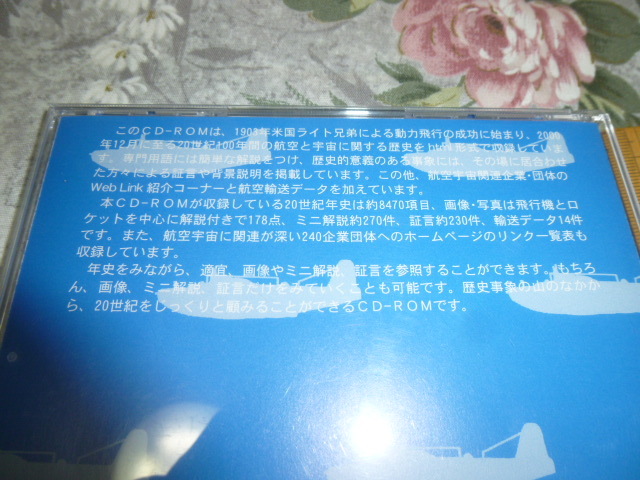 このCD-ROMは、1903年米国ライト兄弟による動力飛行の成功に始まり、2000
年12月に至る20世紀100年間の航空と宇宙に関する歴史をhtml形式で収録していま
す。専門用語には簡単な解説をつけ、歴史的意義のある事象には、その場に居合わせ
た方々による証言や背景説明を掲載しています。この他、航空宇宙関連企業・団体の
Web Link 紹介コーナーと航空輸送データを加えています。
本CD-ROMが収録している20世紀年史は約8470項目、画像・写真は飛行機とロ
ケットを中心に解説付きで178点、ミニ解説約270件、証言約230件、輸送データ14件
です。また、航空宇宙に関連が深い240企業団体へのホームページのリンク一覧表も
収録しています。
年史をみながら、適宜、画像やミニ解説、証言を参照することができます。もちろ
ん、画像、ミニ解説、証言だけをみていくことも可能です。歴史事象の山のなかか
ら、20世紀をじっくりと顧みることができるCD-ROMです。